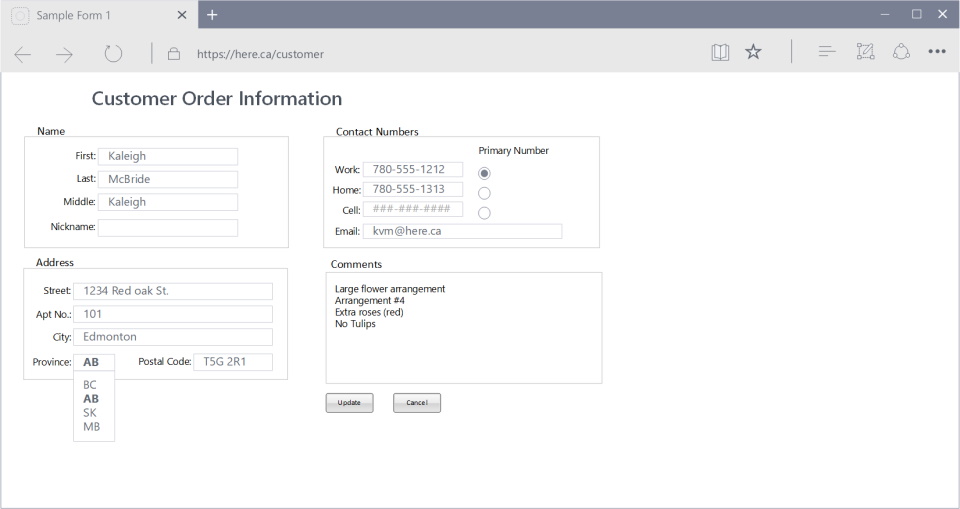 Sample Form 1
https://here.ca/customer
Customer Order Information
Name
First: Kaleigh
Last: McBride
Middle: Kaleigh
Nickname:
Contact Numbers
Primary Number
Work: 780-555-1212
Home: 780-555-1313
Cell: ###-###-####
Email: kvm@here.ca
Address
Street: 1234 Red oak St.
Apt No.: 101
City: Edmonton
Province: AB Postal Code: T5G 2R1
BC
AB
SK
MB
Comments
Large flower arrangement
Arrangement #4
Extra roses (red)
No Tulips
Update Cancel